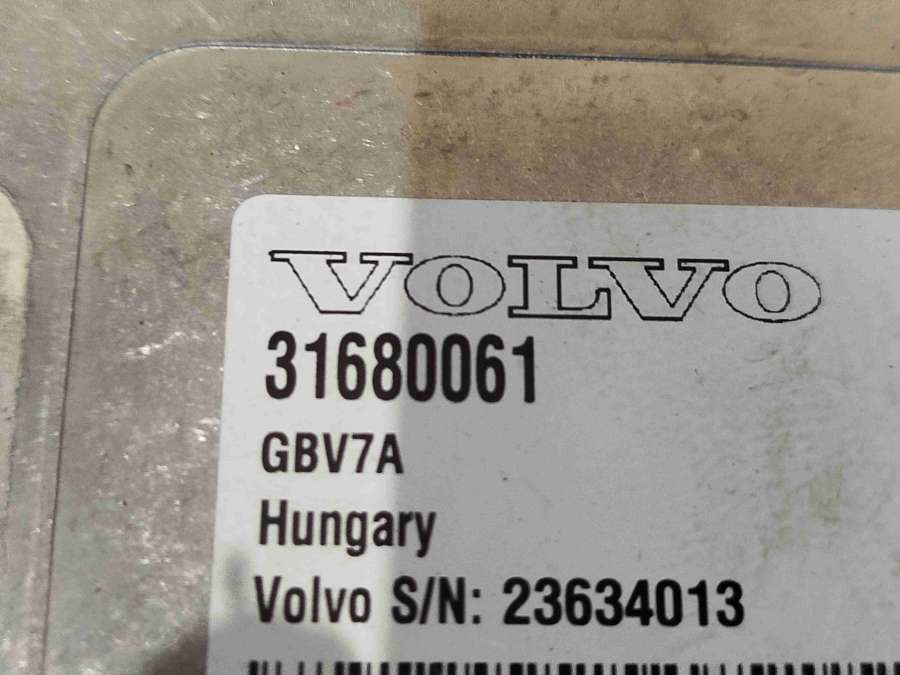 VOLVO
31680061
GBV7A
Hungary
Volvo S/N: 23634013